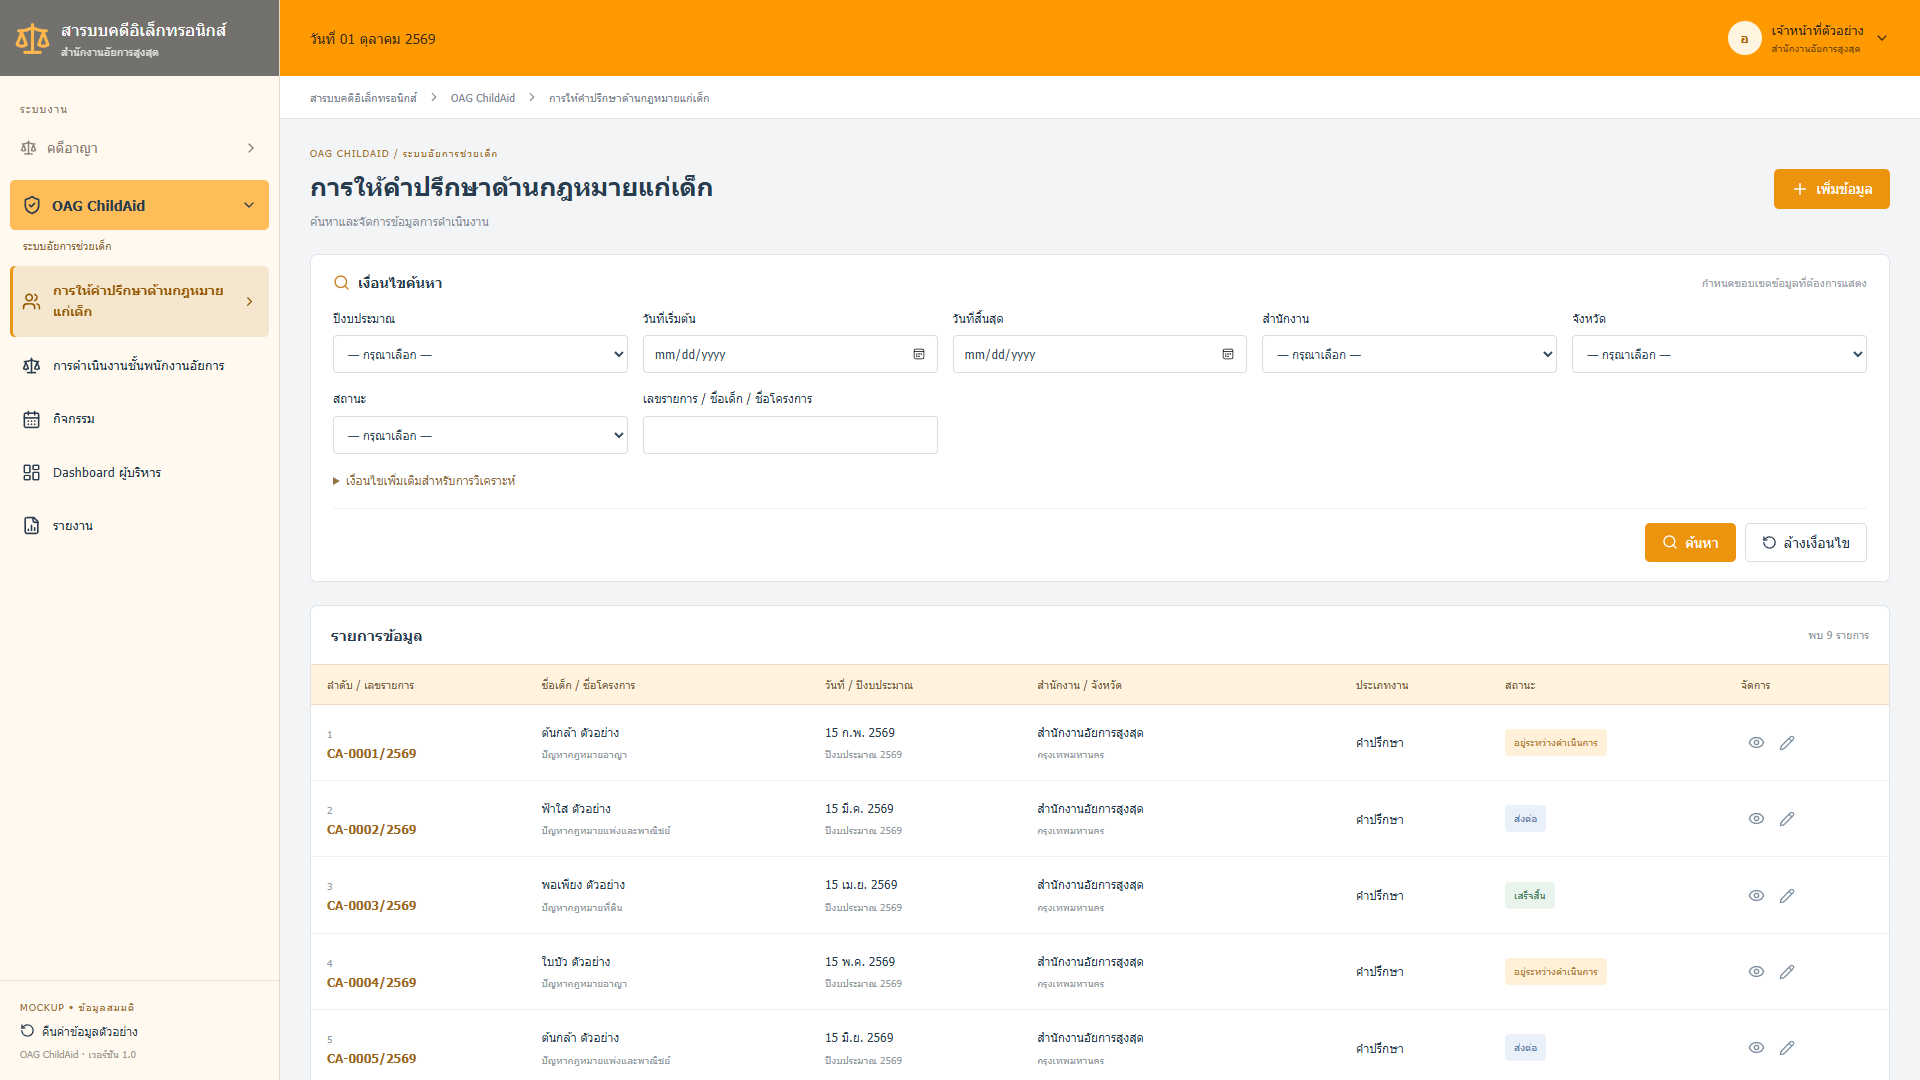 สารบบคดีอิเล็กทรอนิกส์
สำนักงานอัยการสูงสุด
วันที่ 01 ตุลาคม 2569
อ
เจ้าหน้าที่ตัวอย่าง
สำนักงานอัยการสูงสุด
ระบบงาน
คดีอาญา
OAG ChildAid
ระบบอัยการช่วยเด็ก
การให้คำปรึกษาด้านกฎหมาย
แก่เด็ก
การดำเนินงานชั้นพนักงานอัยการ
กิจกรรม
Dashboard ผู้บริหาร
รายงาน
MOCKUP • ข้อมูลสมมติ
คืนค่าข้อมูลตัวอย่าง
OAG ChildAid · เวอร์ชัน 1.0
สารบบคดีอิเล็กทรอนิกส์ > OAG ChildAid > การให้คำปรึกษาด้านกฎหมายแก่เด็ก
OAG CHILDAID / ระบบอัยการช่วยเด็ก
การให้คำปรึกษาด้านกฎหมายแก่เด็ก
ค้นหาและจัดการข้อมูลการดำเนินงาน
เพิ่มข้อมูล
เงื่อนไขค้นหา
กำหนดขอบเขตข้อมูลที่ต้องการแสดง
ปีงบประมาณ วันที่เริ่มต้น วันที่สิ้นสุด สำนักงาน จังหวัด
— กรุณาเลือก — mm/dd/yyyy mm/dd/yyyy — กรุณาเลือก — — กรุณาเลือก —
สถานะ เลขรายการ / ชื่อเด็ก / ชื่อโครงการ
— กรุณาเลือก —
เงื่อนไขเพิ่มเติมสำหรับการวิเคราะห์
ค้นหา ล้างเงื่อนไข
รายการข้อมูล
พบ 9 รายการ
ลำดับ / เลขรายการ ชื่อเด็ก / ชื่อโครงการ วันที่ / ปีงบประมาณ สำนักงาน / จังหวัด ประเภทงาน สถานะ จัดการ
1 ต้นกล้า ตัวอย่าง 15 ก.พ. 2569 สำนักงานอัยการสูงสุด คำปรึกษา อยู่ระหว่างดำเนินการ
CA-0001/2569 ปัญหากฎหมายอาญา ปีงบประมาณ 2569 กรุงเทพมหานคร
2 ฟ้าใส ตัวอย่าง 15 มี.ค. 2569 สำนักงานอัยการสูงสุด คำปรึกษา ส่งต่อ
CA-0002/2569 ปัญหากฎหมายแพ่งและพาณิชย์ ปีงบประมาณ 2569 กรุงเทพมหานคร
3 พอเพียง ตัวอย่าง 15 เม.ย. 2569 สำนักงานอัยการสูงสุด คำปรึกษา เสร็จสิ้น
CA-0003/2569 ปัญหากฎหมายที่ดิน ปีงบประมาณ 2569 กรุงเทพมหานคร
4 ใบบัว ตัวอย่าง 15 พ.ค. 2569 สำนักงานอัยการสูงสุด คำปรึกษา อยู่ระหว่างดำเนินการ
CA-0004/2569 ปัญหากฎหมายอาญา ปีงบประมาณ 2569 กรุงเทพมหานคร
5 ต้นกล้า ตัวอย่าง 15 มิ.ย. 2569 สำนักงานอัยการสูงสุด คำปรึกษา ส่งต่อ
CA-0005/2569 ปัญหากฎหมายแพ่งและพาณิชย์ ปีงบประมาณ 2569 กรุงเทพมหานคร